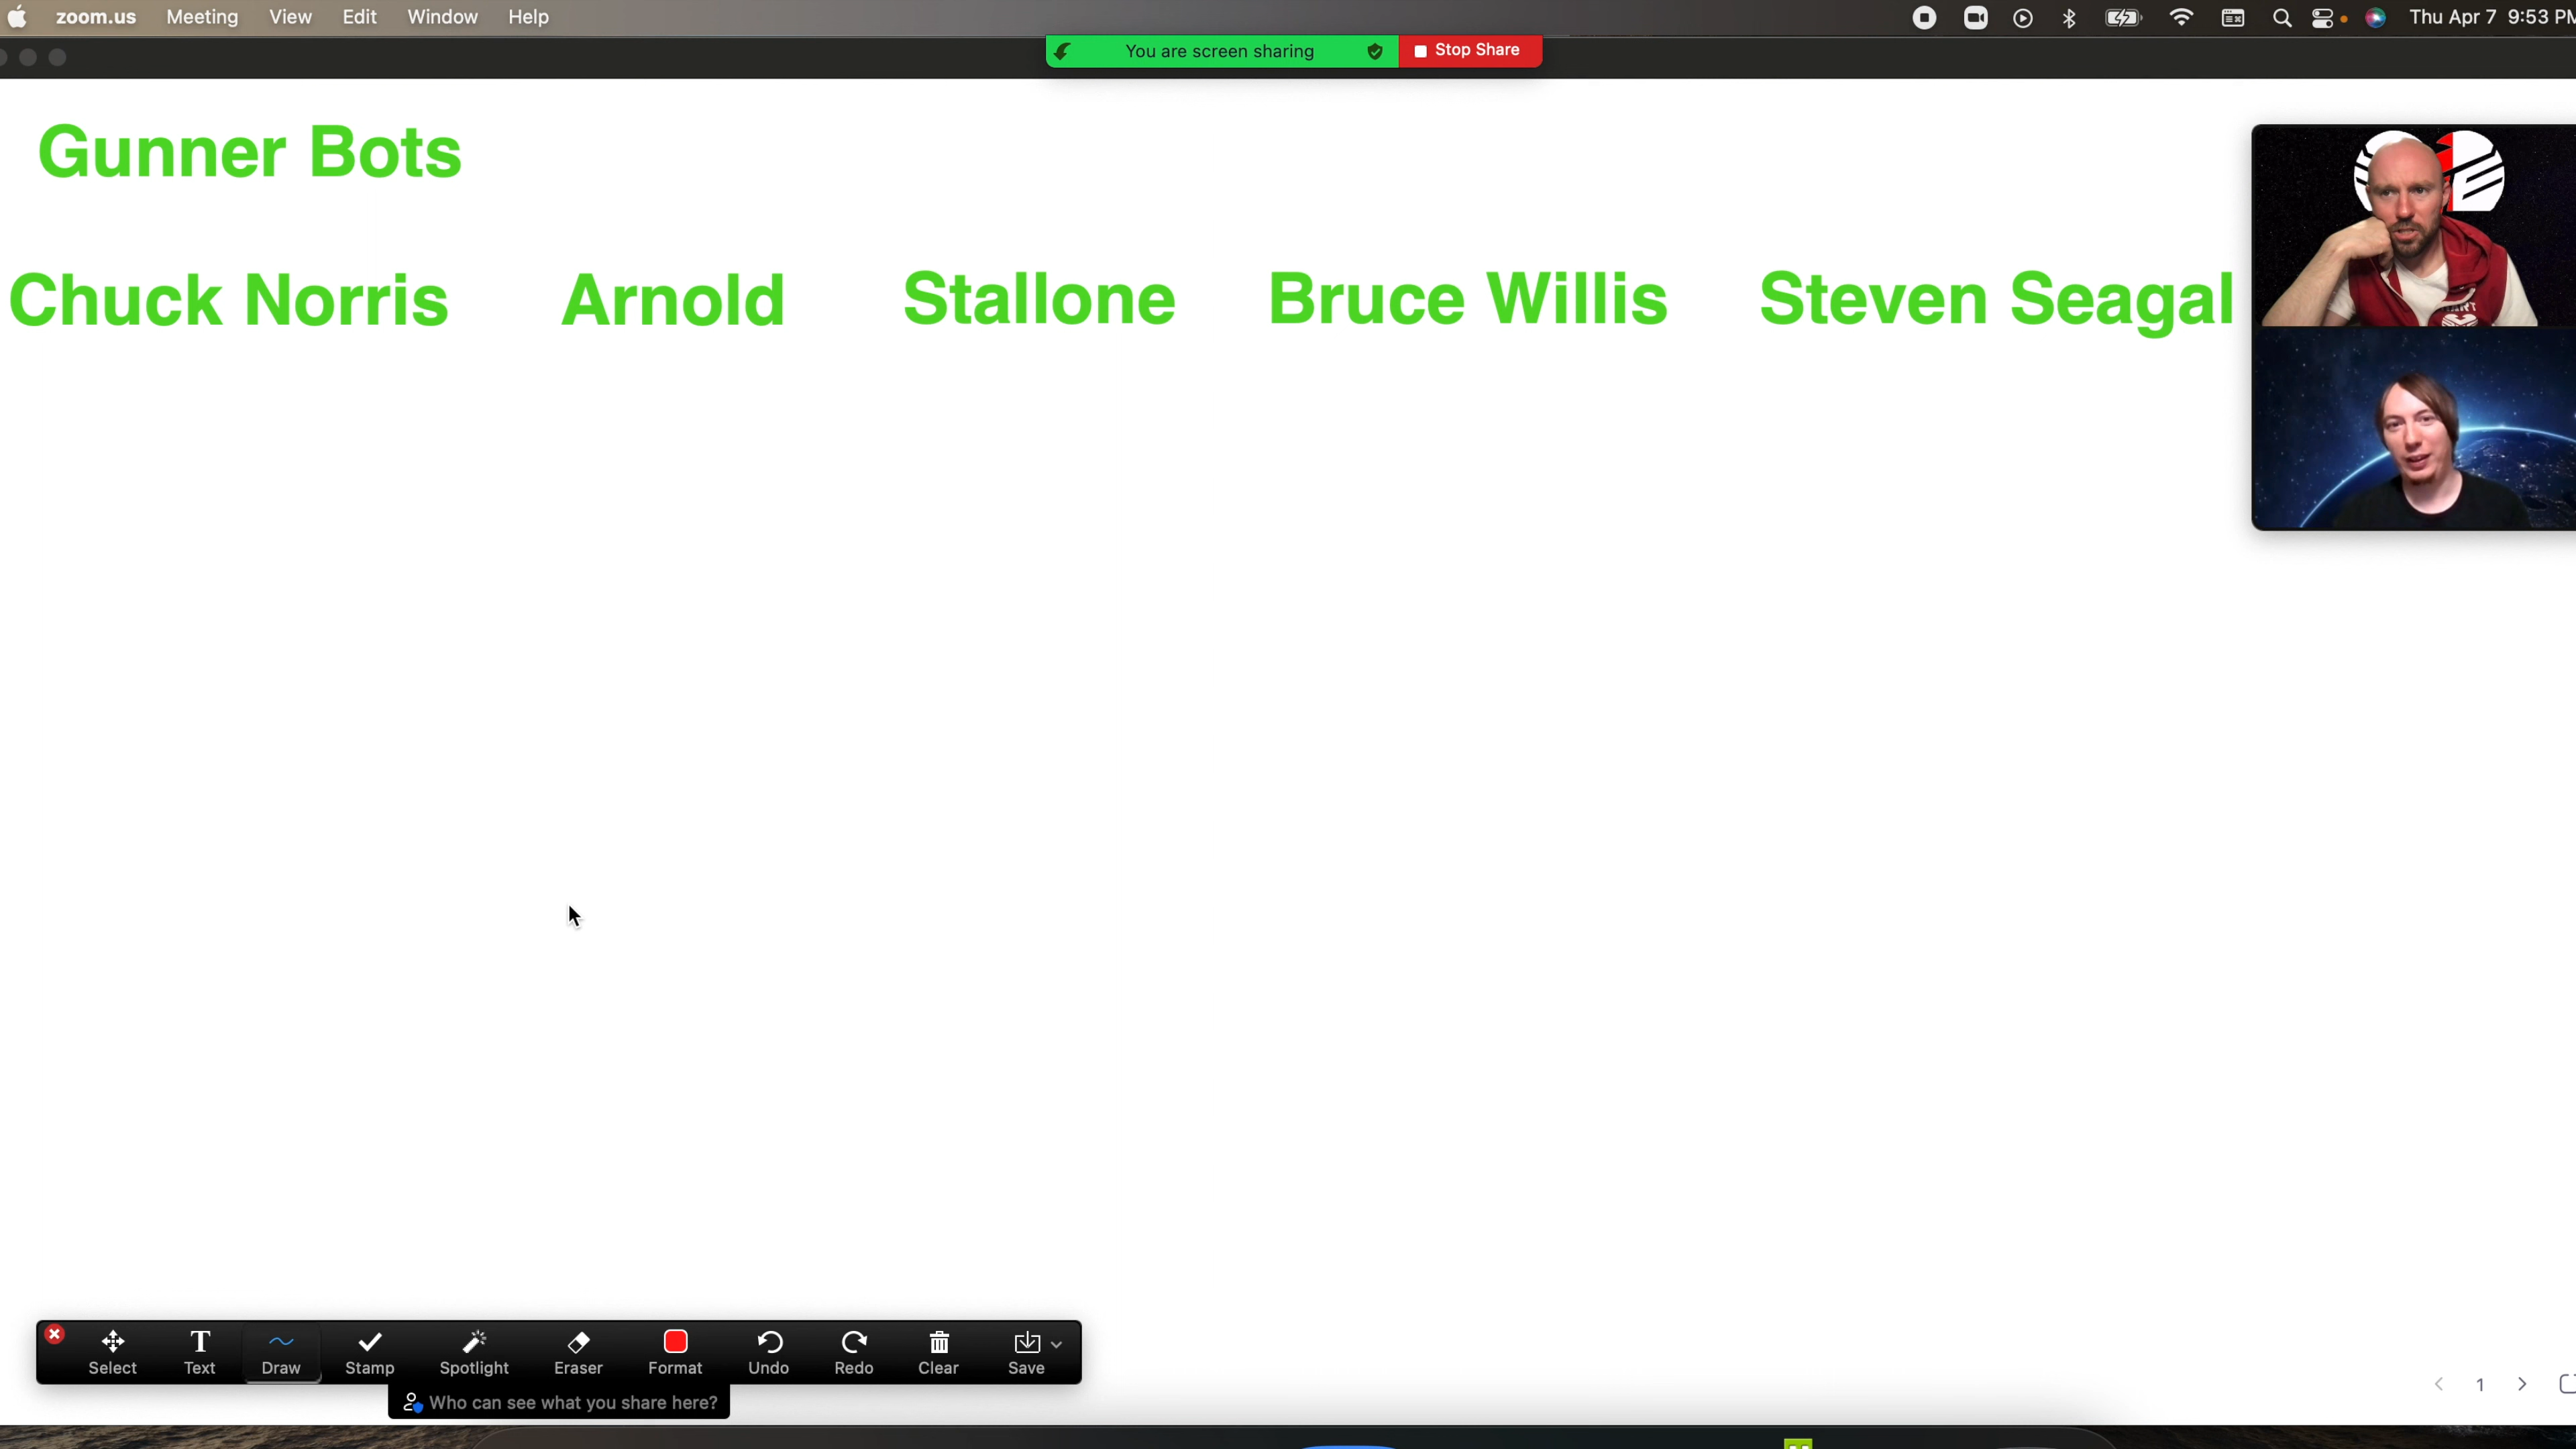 zoom.us Meeting View Edit Window Help Thu Apr 7 9:53 PM
You are screen sharing Stop Share
Gunner Bots
Chuck Norris Arnold Stallone Bruce Willis Steven Seagal
Select Text Draw Stamp Spotlight Eraser Format Undo Redo Clear Save
Who can see what you share here?
1